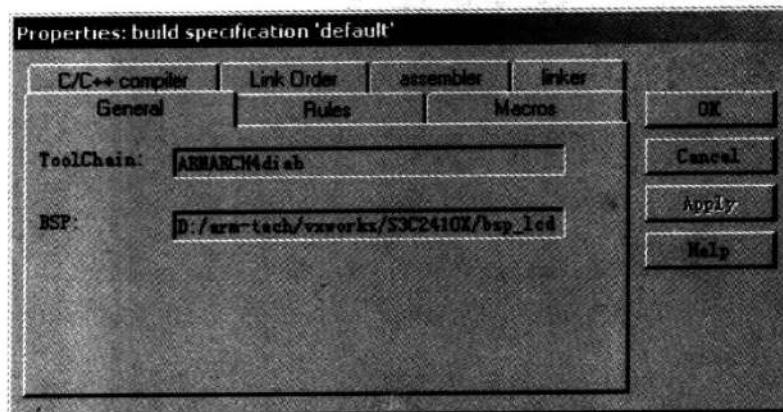 Properties: build specification 'default'
C/C++ compiler Link Order assembler linker
General Rules Macros
ToolChain: ARMARCH4diab
BSP: D:/arm-tech/vxworks/S3C2410X/bsp_lcd
OK
Cancel
Apply
Help